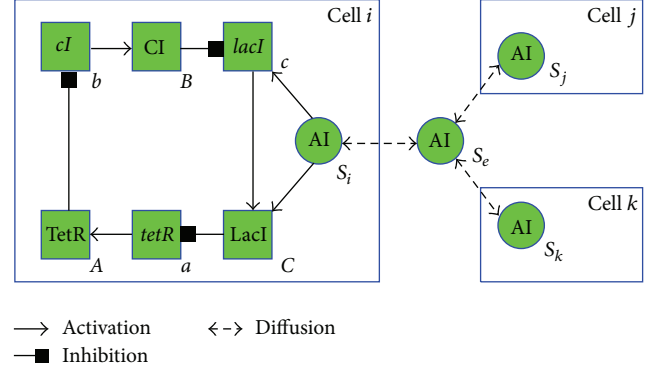 Cell i
Cell j
cI
CI
lacI
b
B
c
AI
S_j
AI
AI
S_i
S_e
Cell k
TetR
tetR
LacI
AI
A
a
C
S_k
Activation
Diffusion
Inhibition